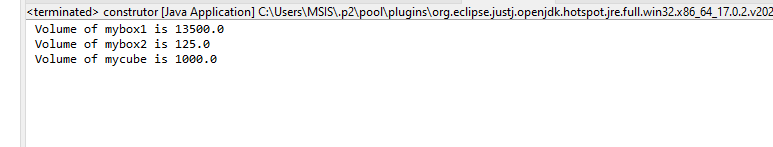 <terminated> construtor [Java Application] C:\Users\MSIS\.p2\pool\plugins\org.eclipse.justj.openjdk.hotspot.jre.full.win32.x86_64_17.0.2.v202
Volume of mybox1 is 13500.0
Volume of mybox2 is 125.0
Volume of mycube is 1000.0